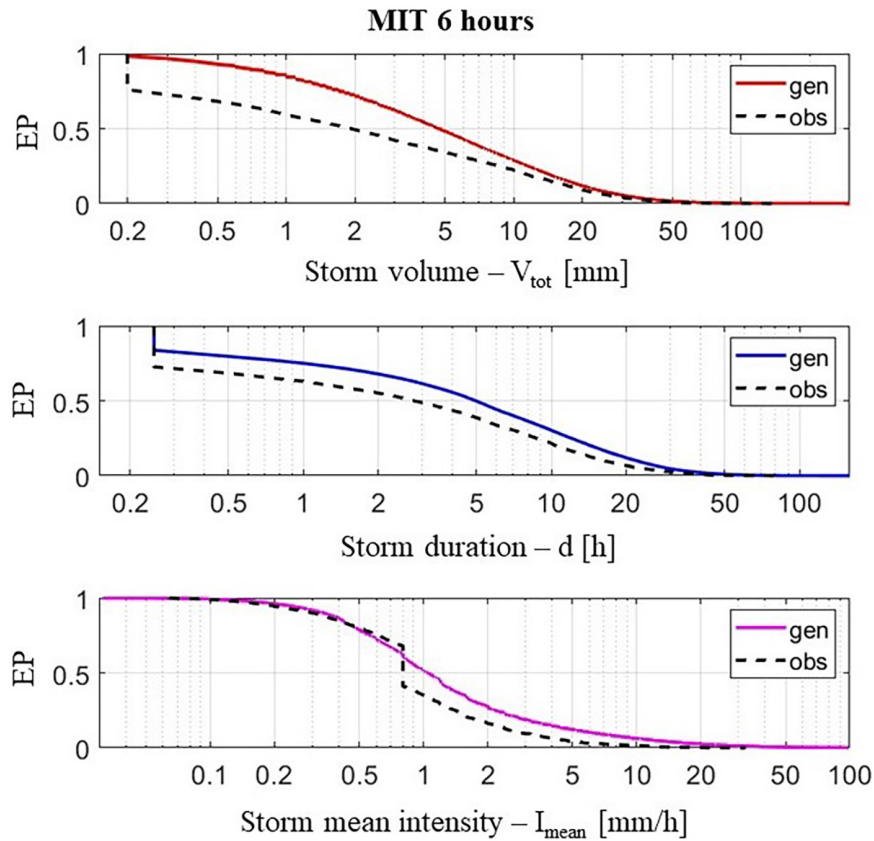 MIT 6 hours
1
0.5
0
EP
gen
obs
0.2 0.5 1 2 5 10 20 50 100
Storm volume – Vtot [mm]
1
0.5
0
EP
gen
obs
0.2 0.5 1 2 5 10 20 50 100
Storm duration – d [h]
1
0.5
0
EP
gen
obs
0.1 0.2 0.5 1 2 5 10 20 50 100
Storm mean intensity – Imean [mm/h]